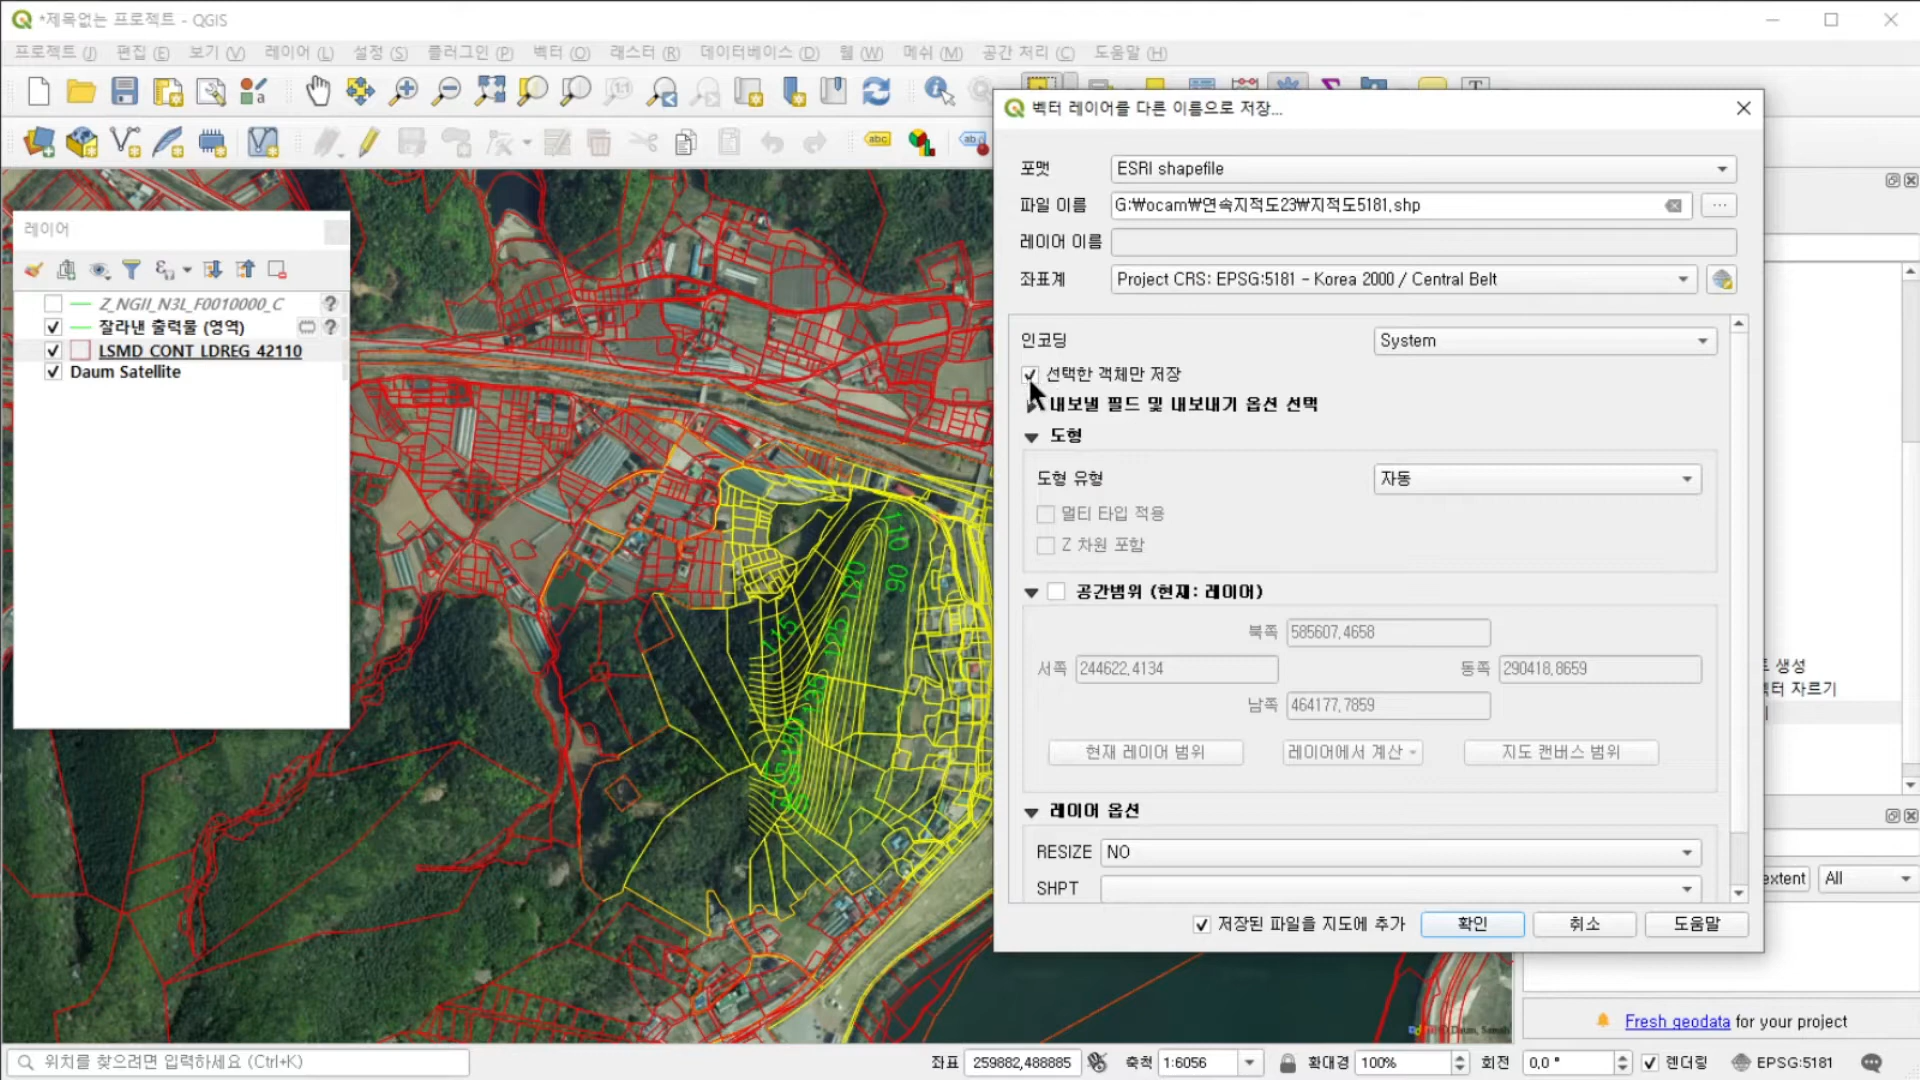 *제목없는 프로젝트 - QGIS
프로젝트 (J) 편집 (E) 보기 (V) 레이어 (L) 설정 (S) 플러그인 (P) 벡터 (O) 래스터 (R) 데이터베이스 (D) 웹 (W) 메쉬 (M) 공간 처리 (C) 도움말 (H)
벡터 레이어를 다른 이름으로 저장...
포맷 ESRI shapefile
파일 이름 G:₩ocam₩연속지적도23₩지적도5181.shp
레이어 이름
좌표계 Project CRS: EPSG:5181 - Korea 2000 / Central Belt
인코딩 System
선택한 객체만 저장
내보낼 필드 및 내보내기 옵션 선택
도형
도형 유형 자동
멀티 타입 적용
Z 차원 포함
공간범위 (현재: 레이어)
북쪽 585607,4658
서쪽 244622,4134 동쪽 290418,8659
남쪽 464177,7859
현재 레이어 범위 레이어에서 계산 지도 캔버스 범위
레이어 옵션
RESIZE NO
SHPT
저장된 파일을 지도에 추가 확인 취소 도움말
레이어
Z_NGII_N3L_F0010000_C
잘라낸 출력물 (영역)
LSMD_CONT_LDREG_42110
Daum Satellite
110
90
120
115
125
135
생성
터 자르기
extent All
Fresh geodata for your project
위치를 찾으려면 입력하세요 (Ctrl+K) 좌표 259882,488885 축척 1:6056 확대경 100% 회전 0,0 ° 렌더링 EPSG:5181